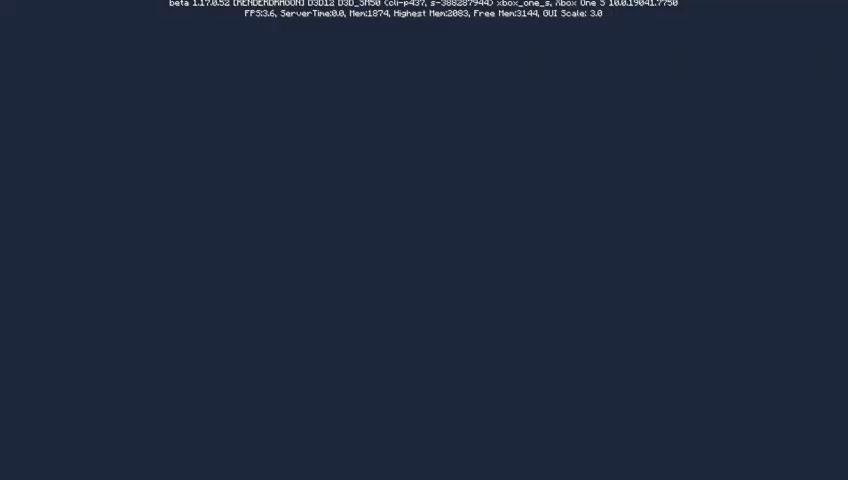 beta 1.17.0.52 [RENDERDRAGON] D3D12 D3D_SM50 (cli-p437, s-388287944) xbox_one_s, Xbox One S 10.0.19041.7750
FPS:3.6, ServerTime:0.0, Mem:1874, Highest Mem:2083, Free Mem:3144, GUI Scale: 3.0